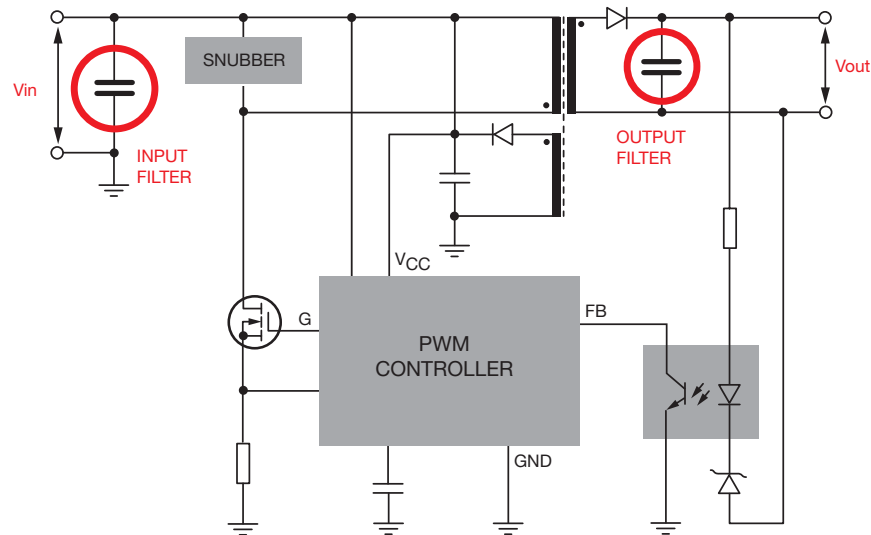 SNUBBER
Vin
INPUT
FILTER
OUTPUT
FILTER
Vout
VCC
G
FB
PWM
CONTROLLER
GND